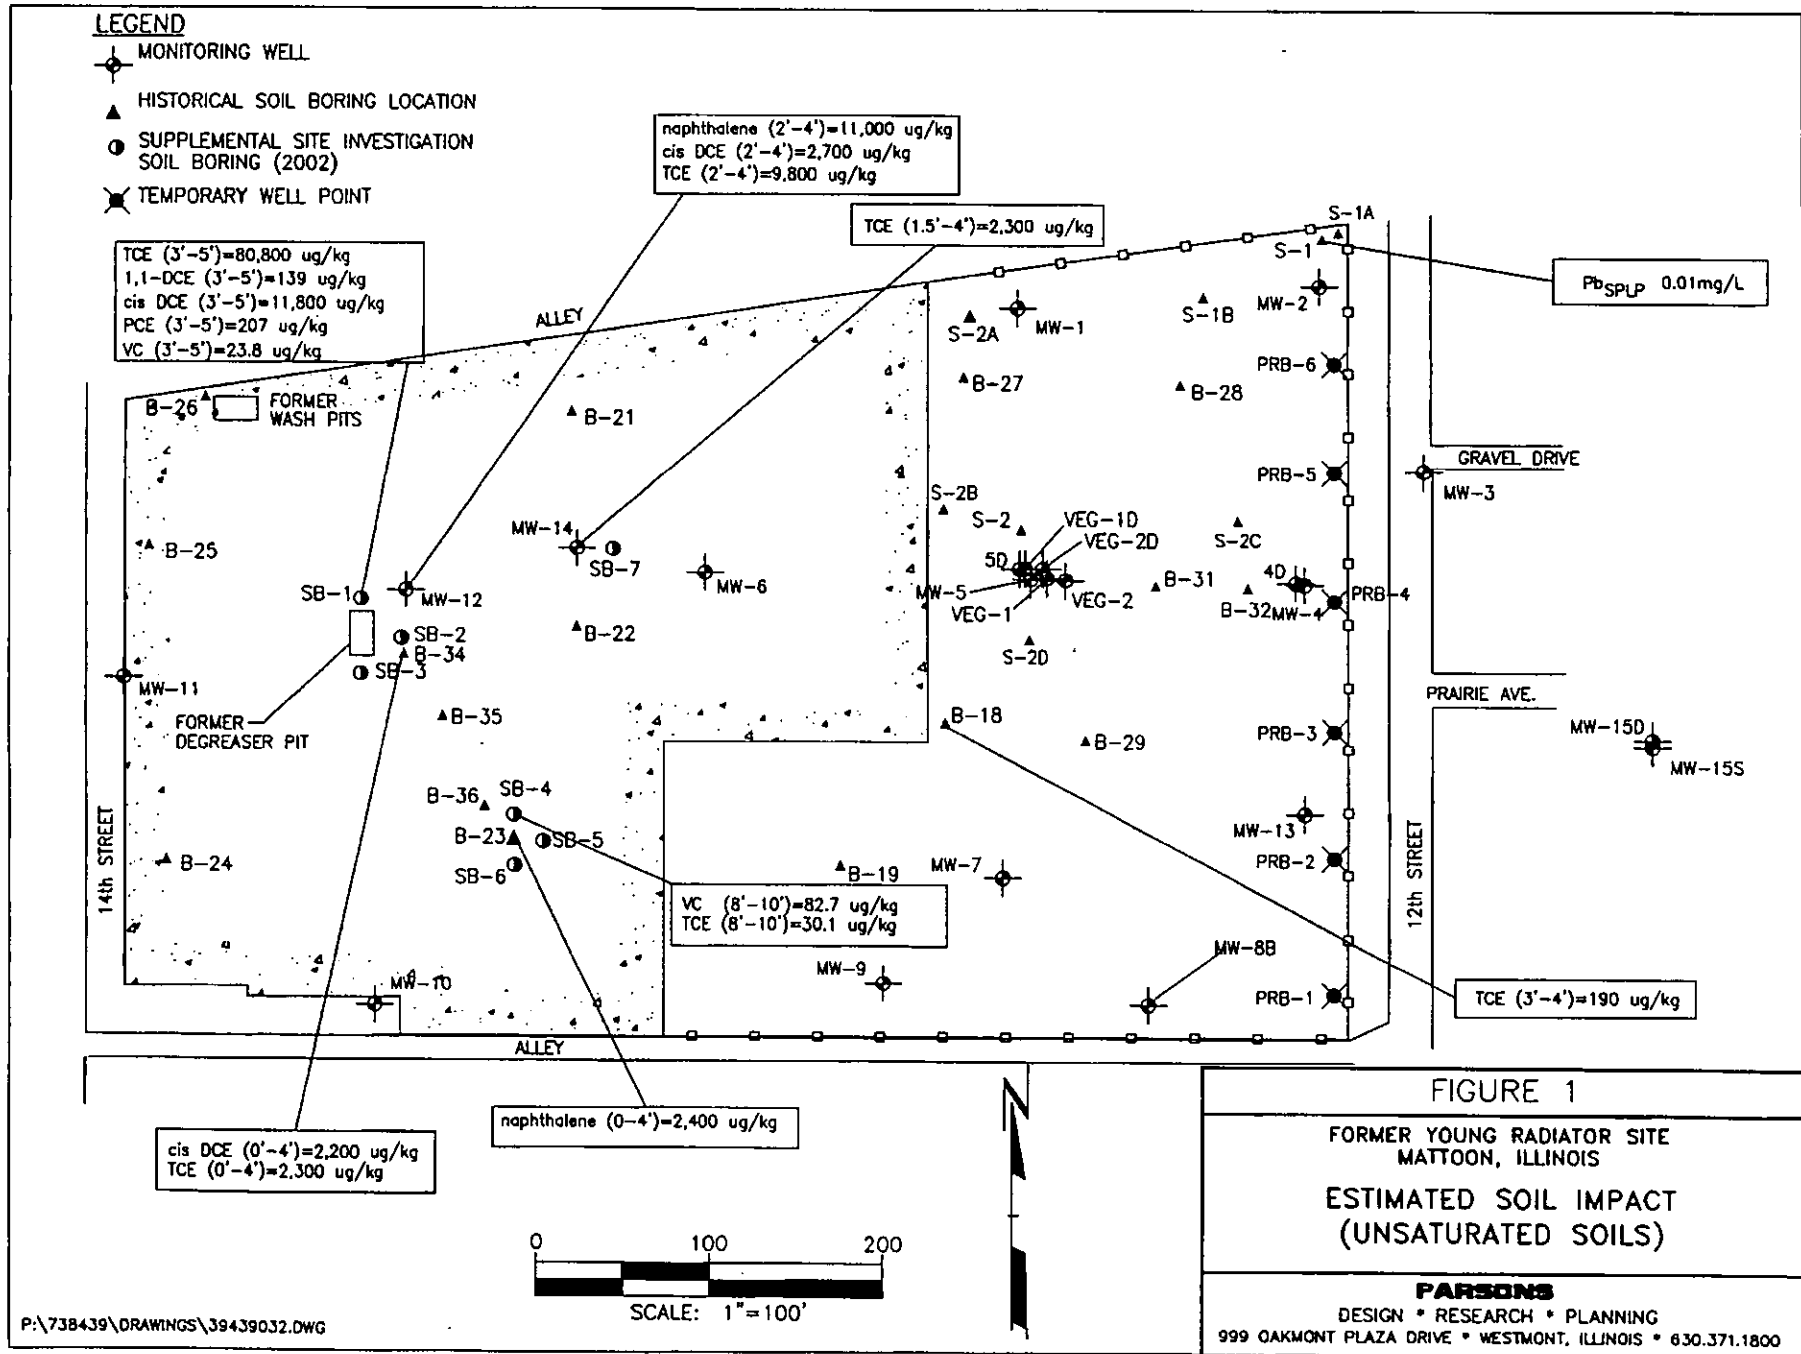 LEGEND
MONITORING WELL
HISTORICAL SOIL BORING LOCATION
SUPPLEMENTAL SITE INVESTIGATION
SOIL BORING (2002)
TEMPORARY WELL POINT
naphthalene (2'-4')=11,000 ug/kg
cis DCE (2'-4')=2,700 ug/kg
TCE (2'-4')=9,800 ug/kg
TCE (1.5'-4')=2,300 ug/kg
TCE (3'-5')=80,800 ug/kg
1,1-DCE (3'-5')=139 ug/kg
cis DCE (3'-5')=11,800 ug/kg
PCE (3'-5')=207 ug/kg
VC (3'-5')=23.8 ug/kg
S-1A
S-1
PbSPLP 0.01mg/L
MW-2
S-1B
ALLEY
MW-1
S-2A
PRB-6
B-27
B-28
B-26
FORMER
WASH PITS
B-21
GRAVEL DRIVE
PRB-5
MW-3
S-2B
S-2
VEG-1D
S-2C
MW-14
VEG-2D
B-25
SB-7
5D
4D
MW-6
MW-5
B-31
SB-1
MW-12
VEG-1
VEG-2
B-32
MW-4
PRB-4
SB-2
B-22
B-34
S-2D
SB-3
MW-11
PRAIRIE AVE.
FORMER
DEGREASER PIT
B-35
B-18
B-29
PRB-3
MW-15D
MW-15S
SB-4
B-36
B-23
SB-5
MW-13
14th STREET
12th STREET
B-24
SB-6
B-19
MW-7
PRB-2
VC (8'-10')=82.7 ug/kg
TCE (8'-10')=30.1 ug/kg
MW-8B
MW-9
MW-10
PRB-1
TCE (3'-4')=190 ug/kg
ALLEY
naphthalene (0-4')=2,400 ug/kg
cis DCE (0'-4')=2,200 ug/kg
TCE (0'-4')=2,300 ug/kg
N
0 100 200
SCALE: 1"=100'
FIGURE 1
FORMER YOUNG RADIATOR SITE
MATTOON, ILLINOIS
ESTIMATED SOIL IMPACT
(UNSATURATED SOILS)
PARSONS
DESIGN * RESEARCH * PLANNING
999 OAKMONT PLAZA DRIVE * WESTMONT, ILLINOIS * 630.371.1800
P:\738439\DRAWINGS\39439032.DWG